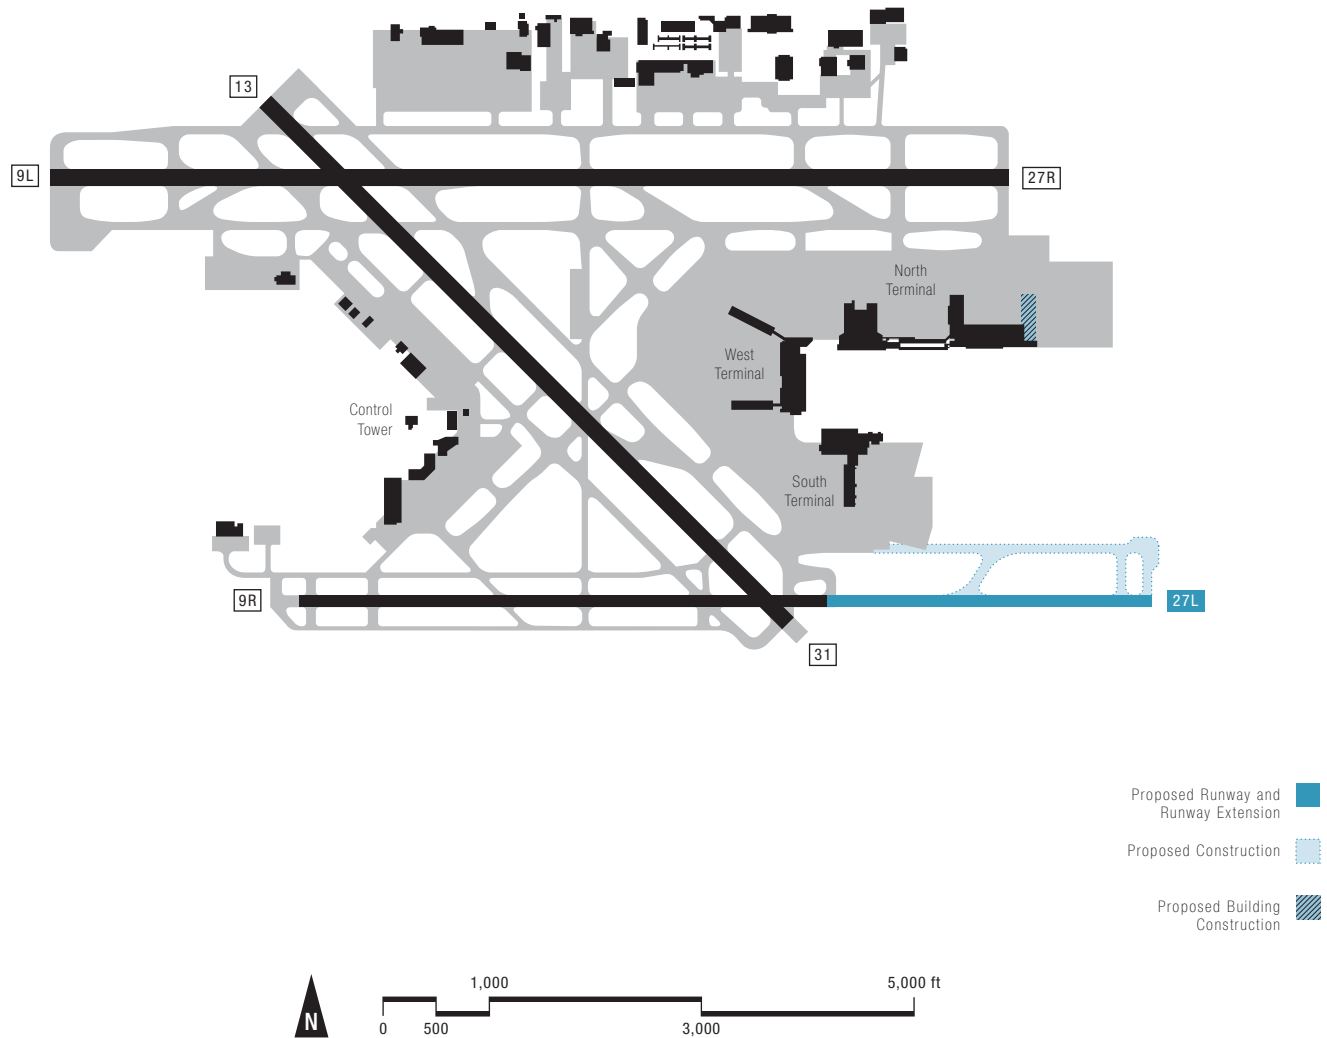 13
9L
27R
North
Terminal
West
Terminal
Control
Tower
South
Terminal
9R
27L
31
Proposed Runway and
Runway Extension
Proposed Construction
Proposed Building
Construction
N
1,000
5,000 ft
0
500
3,000